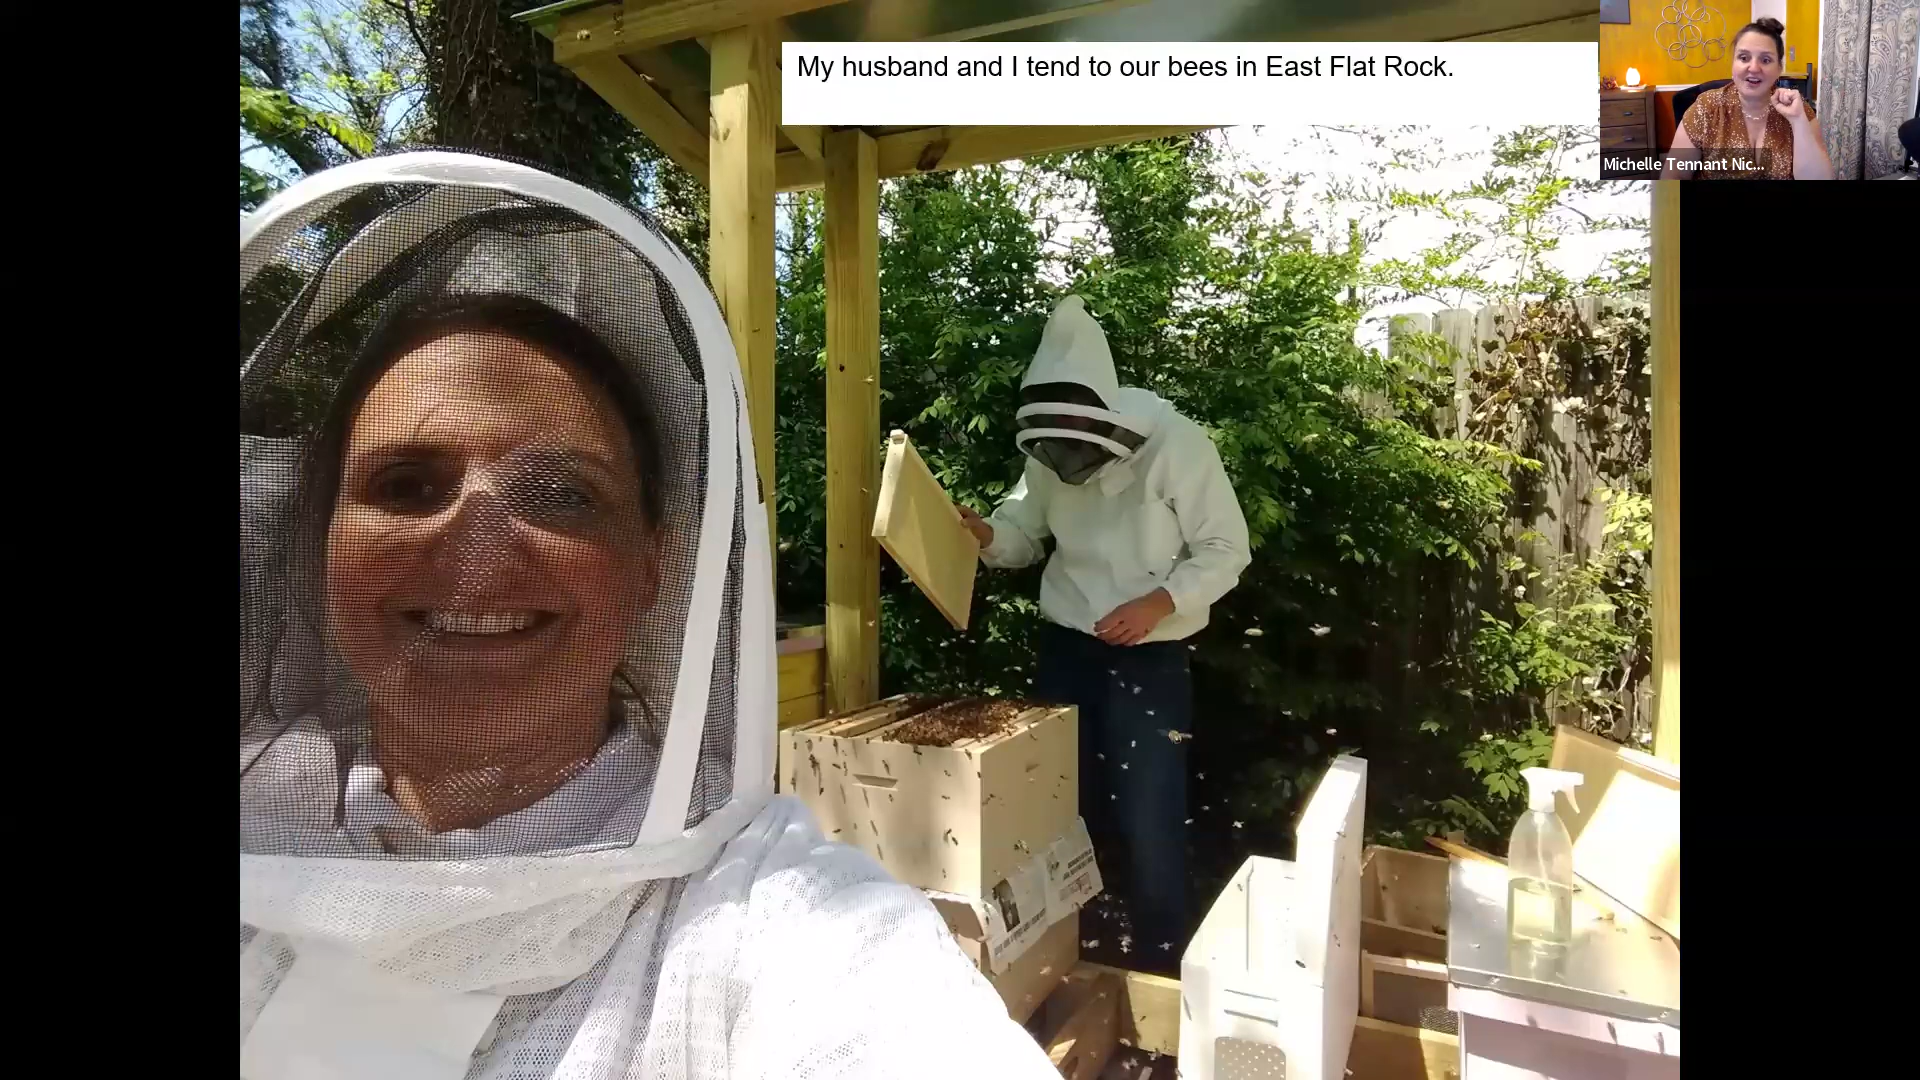 My husband and I tend to our bees in East Flat Rock.
Michelle Tennant Nic...